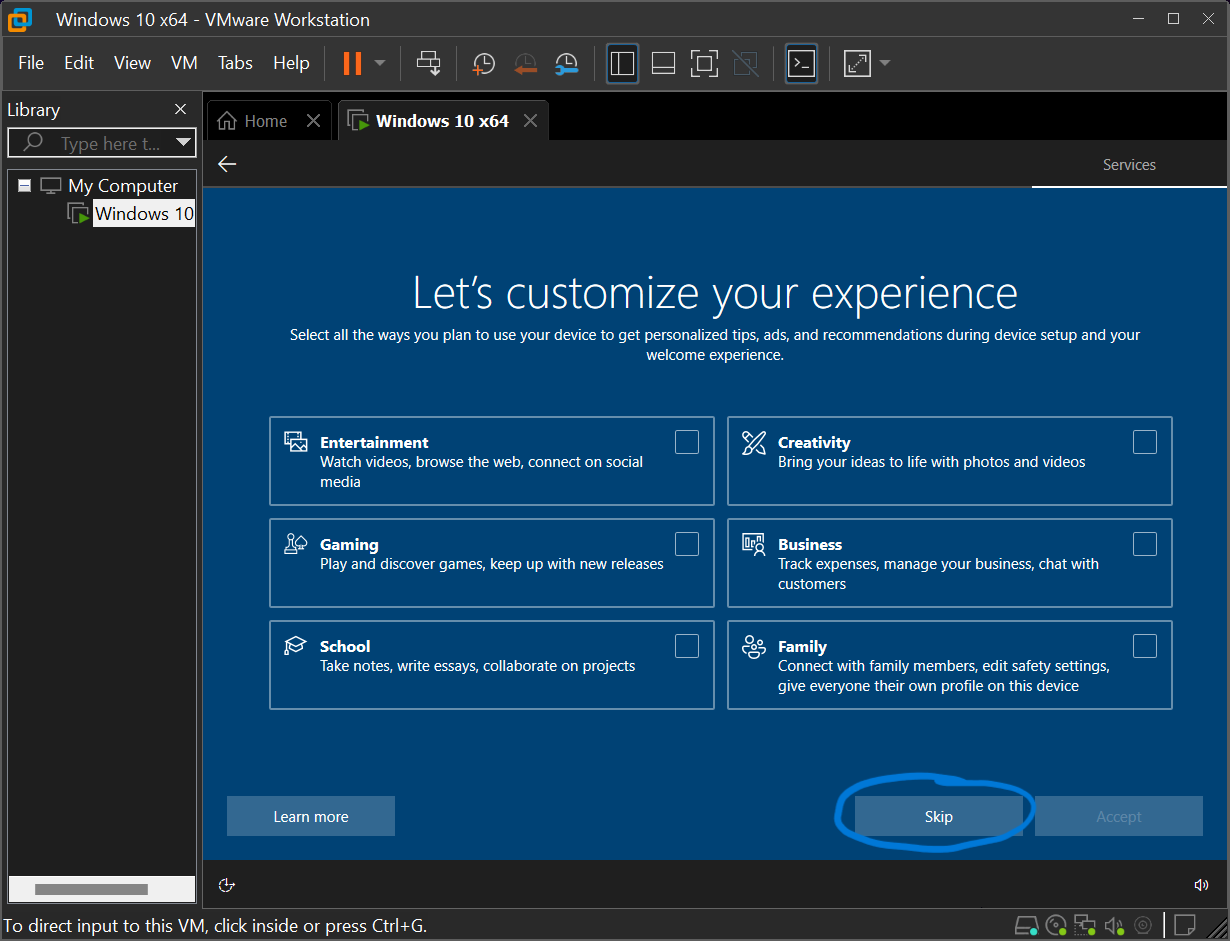 Windows 10 x64 - VMware Workstation
File Edit View VM Tabs Help
Library
Home
Windows 10 x64
Type here t...
Services
My Computer
Windows 10
Let's customize your experience
Select all the ways you plan to use your device to get personalized tips, ads, and recommendations during device setup and your
welcome experience.
Entertainment
Watch videos, browse the web, connect on social
media
Creativity
Bring your ideas to life with photos and videos
Gaming
Play and discover games, keep up with new releases
Business
Track expenses, manage your business, chat with
customers
School
Take notes, write essays, collaborate on projects
Family
Connect with family members, edit safety settings,
give everyone their own profile on this device
Learn more
Skip
Accept
To direct input to this VM, click inside or press Ctrl+G.